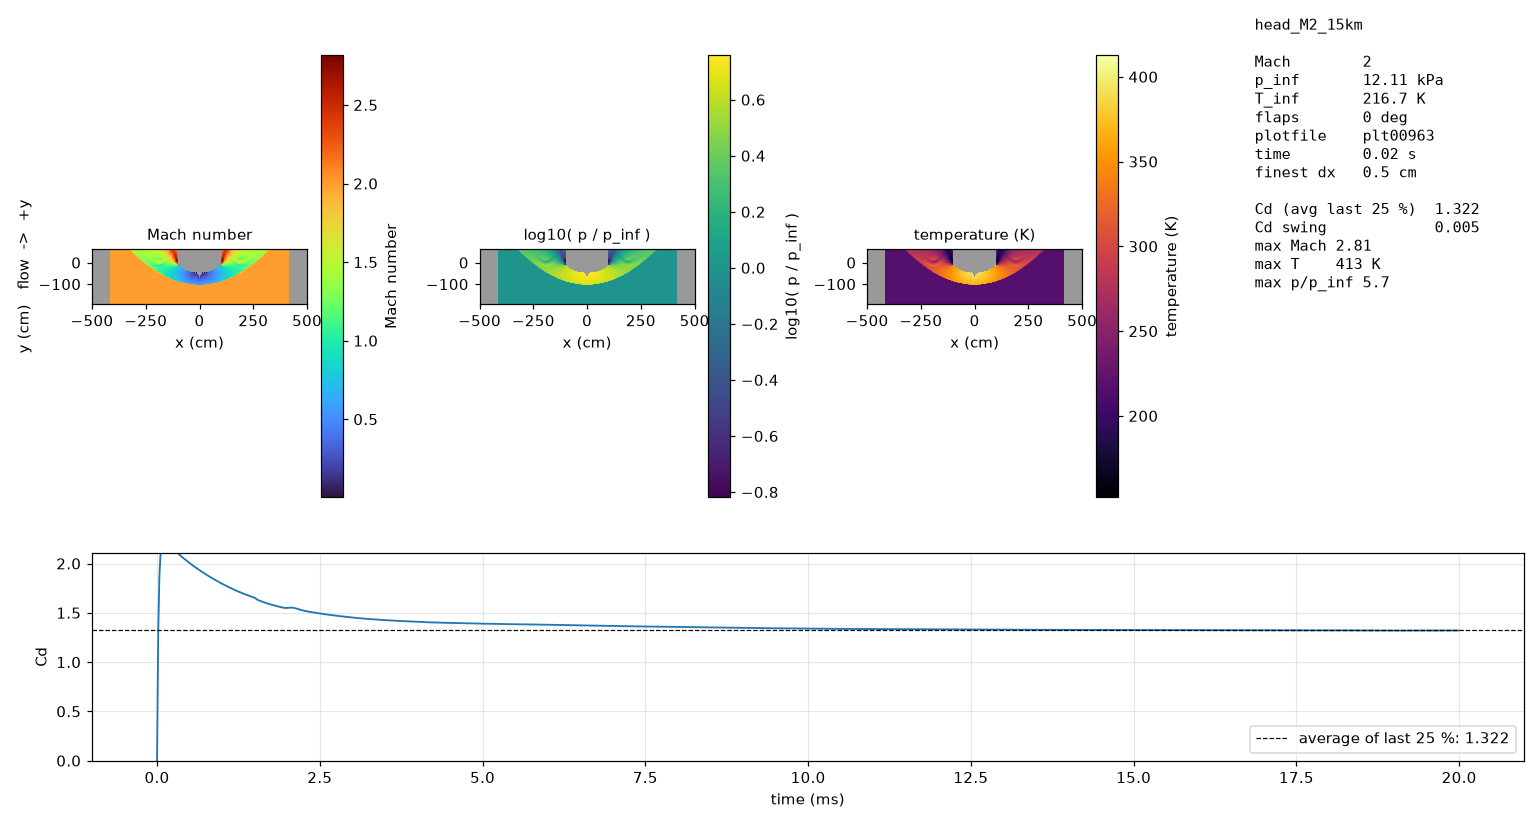 head_M2_15km
Mach 2
p_inf 12.11 kPa
T_inf 216.7 K
flaps 0 deg
plotfile plt00963
time 0.02 s
finest dx 0.5 cm
Cd (avg last 25 %) 1.322
Cd swing 0.005
max Mach 2.81
max T 413 K
max p/p_inf 5.7
Mach number
y (cm) flow -> +y
0
−100
−500 −250 0 250 500
x (cm)
2.5
2.0
1.5
1.0
0.5
Mach number
log10( p / p_inf )
0
−100
−500 −250 0 250 500
x (cm)
0.6
0.4
0.2
0.0
−0.2
−0.4
−0.6
−0.8
log10( p / p_inf )
temperature (K)
0
−100
−500 −250 0 250 500
x (cm)
400
350
300
250
200
temperature (K)
Cd
2.0
1.5
1.0
0.5
0.0
average of last 25 %: 1.322
0.0 2.5 5.0 7.5 10.0 12.5 15.0 17.5 20.0
time (ms)